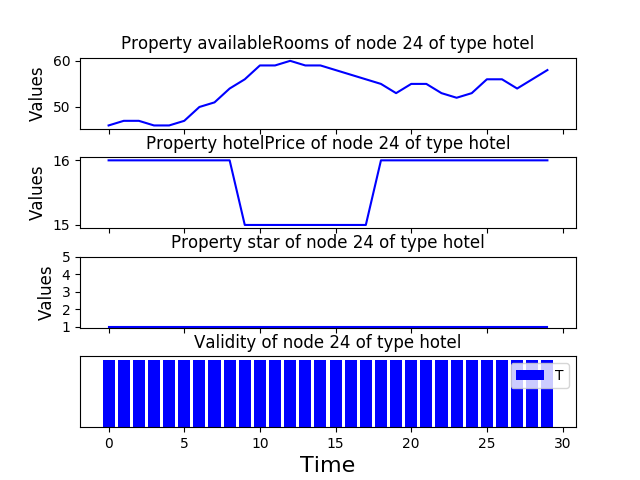 Property availableRooms of node 24 of type hotel
60
50
Values
Property hotelPrice of node 24 of type hotel
16
15
Values
Property star of node 24 of type hotel
5
4
3
2
1
Values
Validity of node 24 of type hotel
T
0 5 10 15 20 25 30
Time